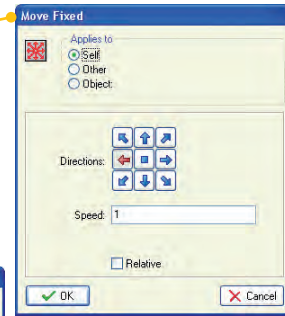 Move Fixed
Applies to
Self
Other
Object:
Directions:
Speed: 1
Relative
OK
Cancel